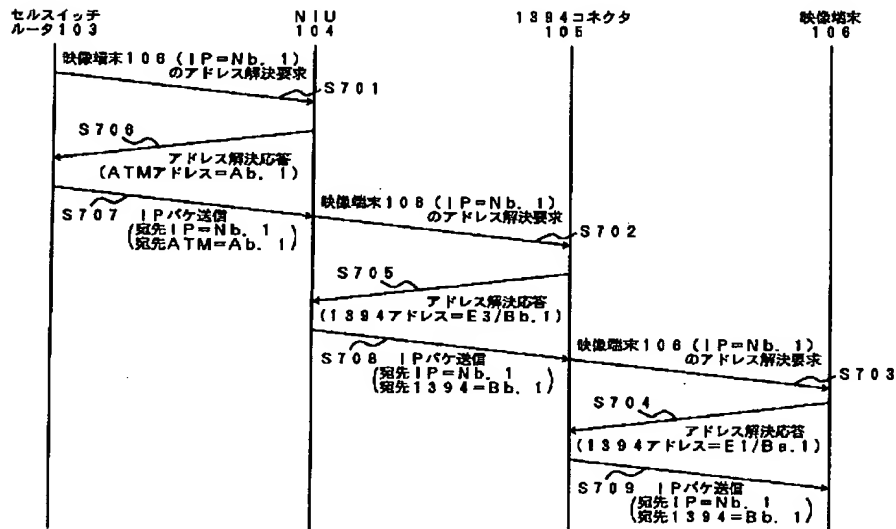 セルスイッチ
ルータ103
NIU
104
1394コネクタ
105
映像端末
106
映像端末106(IP=Nb.1)
のアドレス解決要求
S701
S706
アドレス解決応答
(ATMアドレス=Ab.1)
S707 IPパケ送信
(宛先IP=Nb.1
宛先ATM=Ab.1)
映像端末106(IP=Nb.1)
のアドレス解決要求
S702
S705
アドレス解決応答
(1394アドレス=E3/Bb.1)
S708 IPパケ送信
(宛先IP=Nb.1
宛先1394=Bb.1)
映像端末106(IP=Nb.1)
のアドレス解決要求
S703
S704
アドレス解決応答
(1394アドレス=E1/Ba.1)
S709 IPパケ送信
(宛先IP=Nb.1
宛先1394=Bb.1)